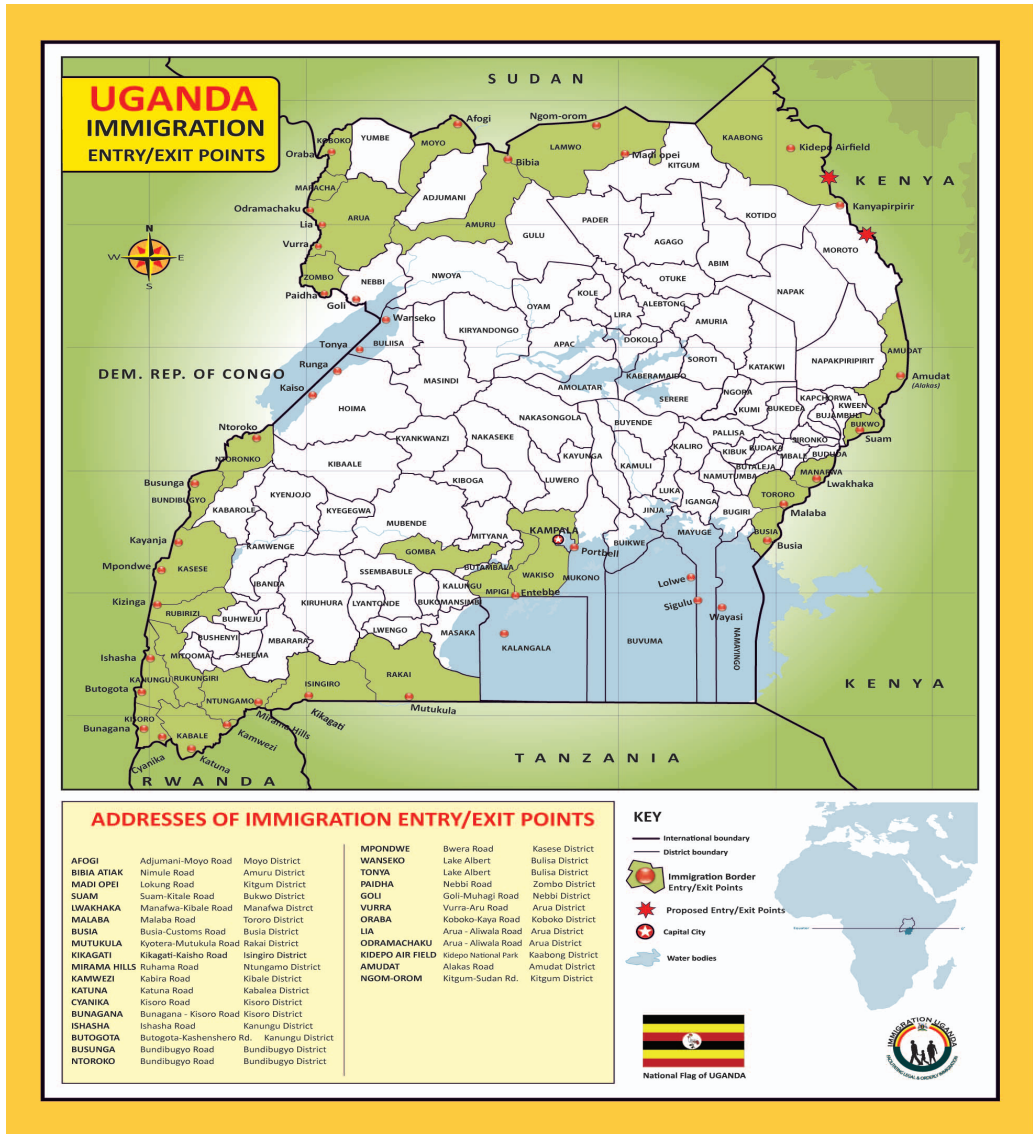 UGANDA
IMMIGRATION
ENTRY/EXIT POINTS
SUDAN
KENYA
DEM. REP. OF CONGO
RWANDA
TANZANIA
KENYA
N
W E
S
Afogi
Ngom-orom
Oraba
KOBOKO
YUMBE
MOYO
Bibia
LAMWO
Madi opei
KITGUM
KAABONG
Kidepo Airfield
Kanyapirpirir
MARACHA
Odramachaku
ARUA
Lia
Vurra
ADJUMANI
AMURU
GULU
PADER
KOTIDO
MOROTO
AGAGO
ABIM
ZOMBO
Paidha
NEBBI
Goli
NWOYA
OTUKE
NAPAK
KOLE
OYAM
LIRA
ALEBTONG
Wanseko
Tonya
BULIISA
KIRYANDONGO
APAC
DOKOLO
AMURIA
Runga
Kaiso
MASINDI
AMOLATAR
KABERAMAIDO
SOROTI
KATAKWI
NAPAKPIRIPIRIT
AMUDAT
Amudat
(Alakas)
HOIMA
SERERE
NGORA
KUMI
BUKEDEA
KAPCHORWA
KWEEN
BUJAMBULI
BUKWO
Suam
NAKASONGOLA
BUYENDE
Ntoroko
NTORONKO
KYANKWANZI
NAKASEKE
KAYUNGA
KALIRO
PALLISA
KIBUK
BUDAKA
SIRONKO
MBALE
BUDUDA
BUTALEJA
MANAFWA
Lwakhaka
KIBAALE
KAMULI
NAMUTUMBA
Busunga
BUNDIBUGYO
KYENJOJO
KIBOGA
LUWERO
LUKA
IGANGA
TORORO
Malaba
KABAROLE
KYEGEGWA
MUBENDE
JINJA
BUGIRI
Kayanja
KAMWENGE
MITYANA
KAMPALA
Portbell
BUIKWE
MAYUGE
BUSIA
Busia
Mpondwe
KASESE
GOMBA
BUTAMBALA
WAKISO
MUKONO
SSEMBABULE
KALUNGU
MPIGI
Entebbe
Lolwe
Kizinga
RUBIRIZI
IBANDA
KIRUHURA
LYANTONDE
BUKOMANSIMBI
Sigulu
Wayasi
BUHWEJU
BUSHENYI
MBARARA
LWENGO
MASAKA
KALANGALA
BUVUMA
NAMAYINGO
Ishasha
MITOOMA
SHEEMA
KANUNGU
RUKUNGIRI
Butogota
NTUNGAMO
ISINGIRO
RAKAI
Mutukula
KISORO
Bunagana
KABALE
Cyanika
Katuna
Kamwezi
Mirama Hills
Kikagati
ADDRESSES OF IMMIGRATION ENTRY/EXIT POINTS
AFOGI Adjumani-Moyo Road Moyo District
BIBIA ATIAK Nimule Road Amuru District
MADI OPEI Lokung Road Kitgum District
SUAM Suam-Kitale Road Bukwo District
LWAKHAKA Manafwa-Kibale Road Manafwa District
MALABA Malaba Road Tororo District
BUSIA Busia-Customs Road Busia District
MUTUKULA Kyotera-Mutukula Road Rakai District
KIKAGATI Kikagati-Kaisho Road Isingiro District
MIRAMA HILLS Ruhama Road Ntungamo District
KAMWEZI Kabira Road Kibale District
KATUNA Katuna Road Kabalea District
CYANIKA Kisoro Road Kisoro District
BUNAGANA Bunagana - Kisoro Road Kisoro District
ISHASHA Ishasha Road Kanungu District
BUTOGOTA Butogota-Kashenshero Rd. Kanungu District
BUSUNGA Bundibugyo Road Bundibugyo District
NTOROKO Bundibugyo Road Bundibugyo District
MPONDWE Bwera Road Kasese District
WANSEKO Lake Albert Bulisa District
TONYA Lake Albert Bulisa District
PAIDHA Nebbi Road Zombo District
GOLI Goli-Muhagi Road Nebbi District
VURRA Vurra-Aru Road Arua District
ORABA Koboko-Kaya Road Koboko District
LIA Arua - Aliwala Road Arua District
ODRAMACHAKU Arua - Aliwala Road Arua District
KIDEPO AIR FIELD Kidepo National Park Kaabong District
AMUDAT Alakas Road Amudat District
NGOM-OROM Kitgum-Sudan Rd. Kitgum District
KEY
International boundary
District boundary
Immigration Border
Entry/Exit Points
Proposed Entry/Exit Points
Capital City
Water bodies
Equator 0°
National Flag of UGANDA
IMMIGRATION UGANDA
FACILITATING LEGAL & ORDERLY IMMIGRATION